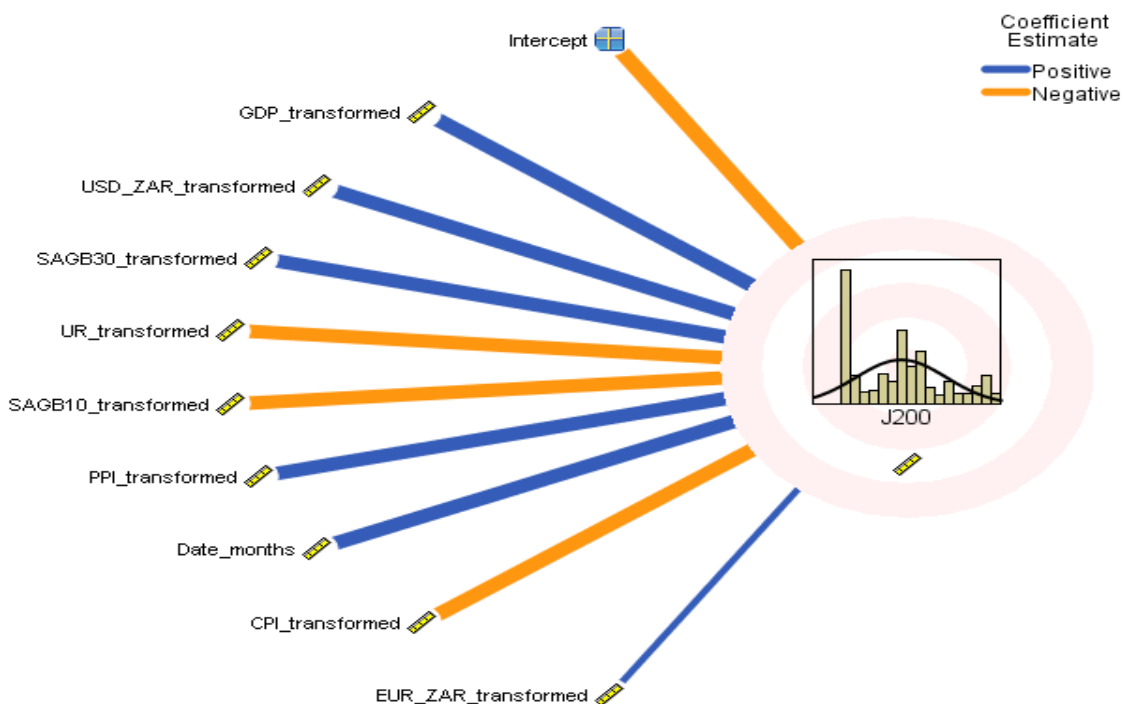 Coefficient
Estimate
Positive
Negative
Intercept
GDP_transformed
USD_ZAR_transformed
SAGB30_transformed
UR_transformed
SAGB10_transformed
PPI_transformed
Date_months
CPI_transformed
EUR_ZAR_transformed
J200